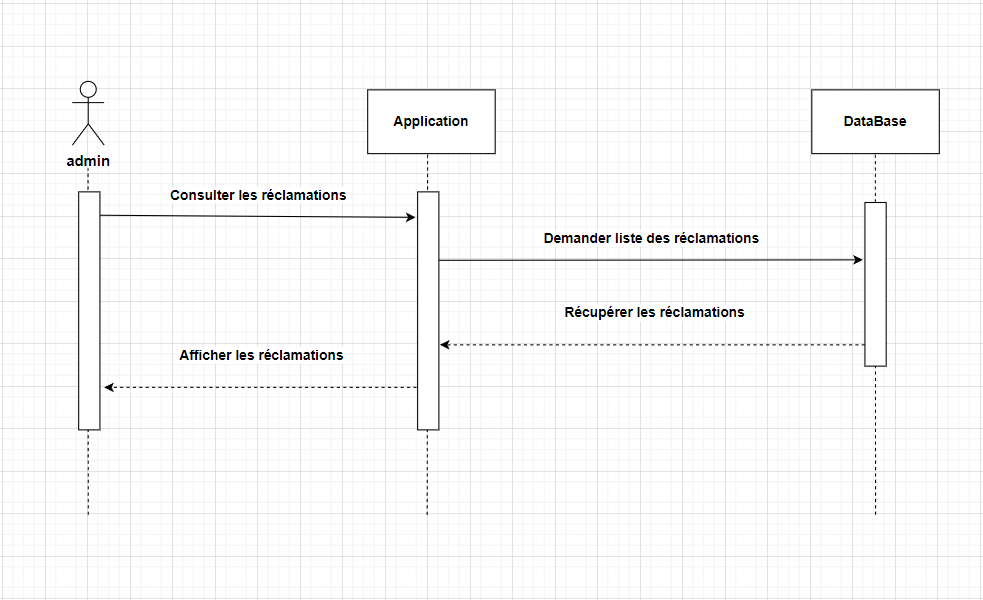 Application
DataBase
admin
Consulter les réclamations
Demander liste des réclamations
Récupérer les réclamations
Afficher les réclamations